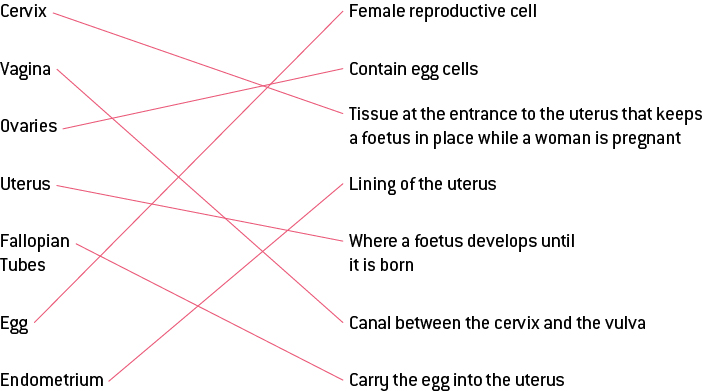 Cervix
Female reproductive cell
Vagina
Contain egg cells
Ovaries
Tissue at the entrance to the uterus that keeps
a foetus in place while a woman is pregnant
Uterus
Lining of the uterus
Fallopian
Tubes
Where a foetus develops until
it is born
Egg
Canal between the cervix and the vulva
Endometrium
Carry the egg into the uterus